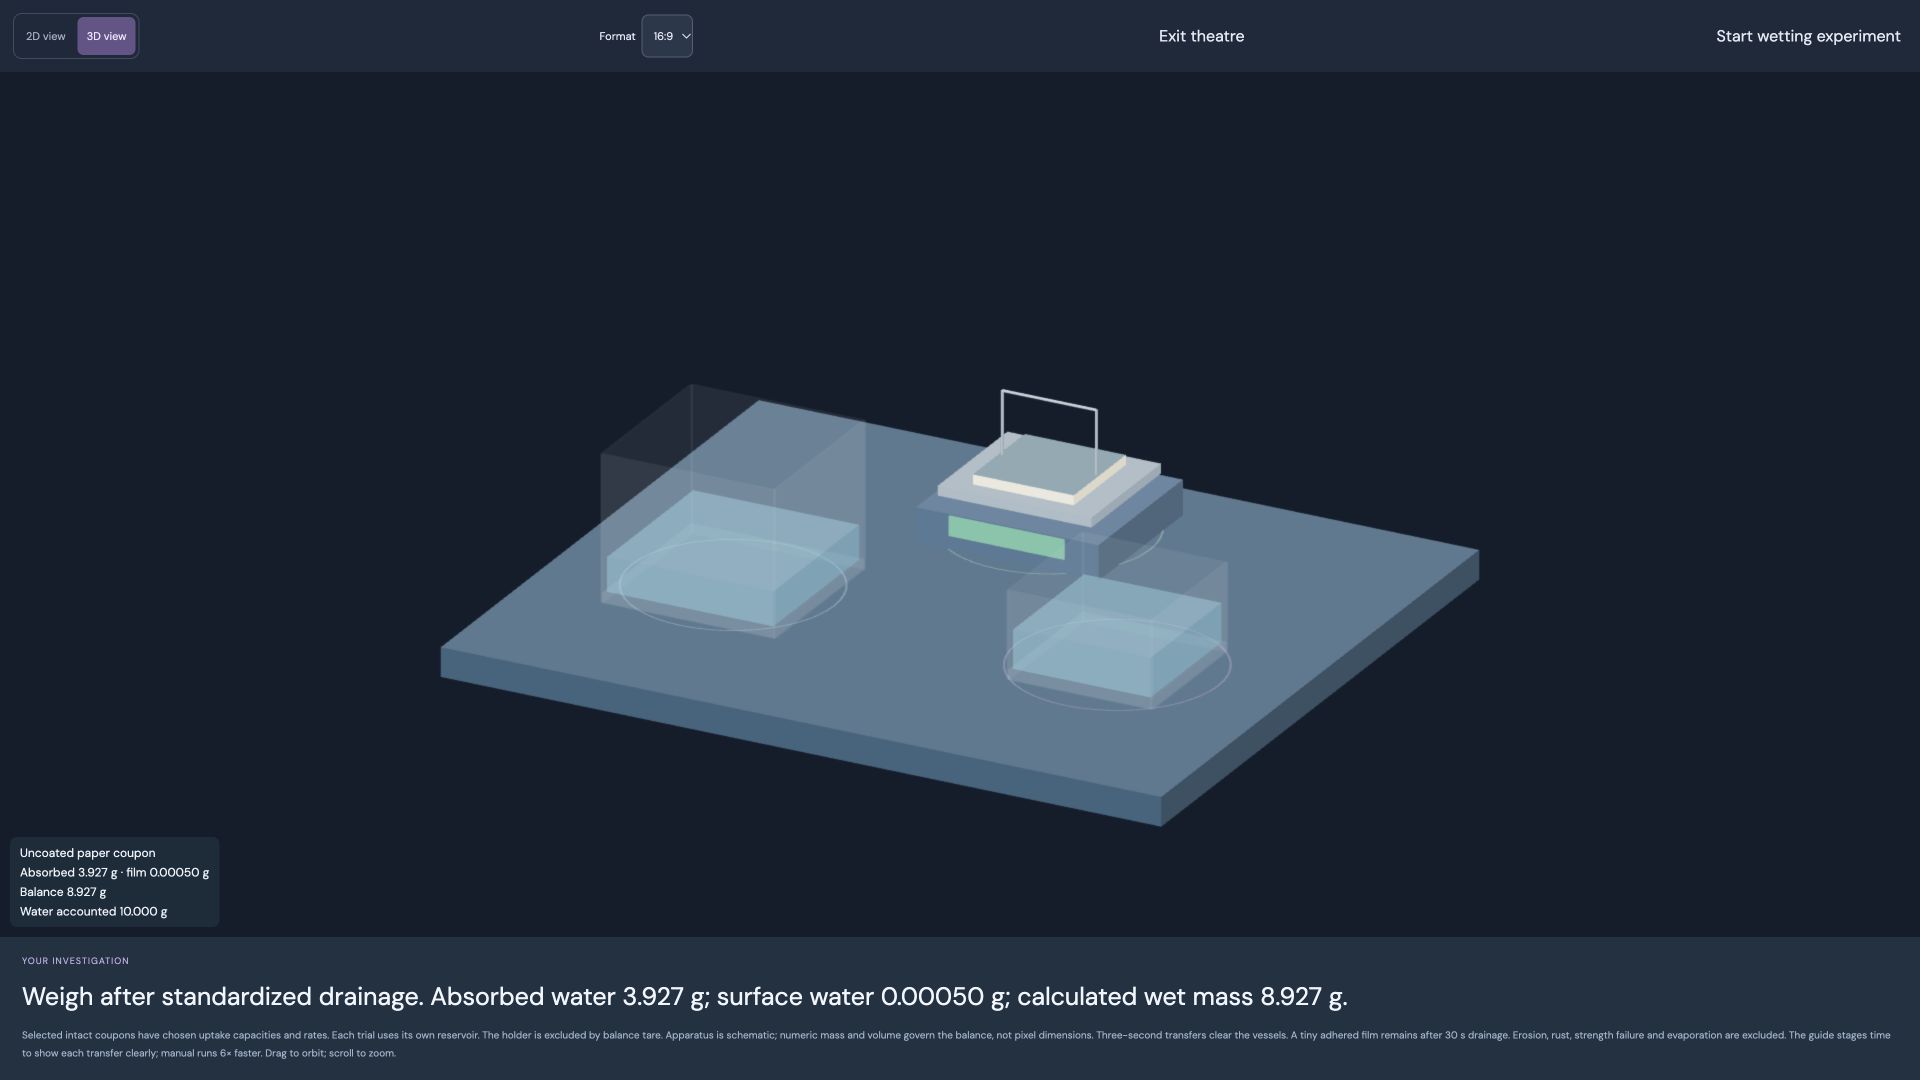 2D view
3D view
Format
16:9
Exit theatre
Start wetting experiment
Uncoated paper coupon
Absorbed 3.927 g · film 0.00050 g
Balance 8.927 g
Water accounted 10.000 g
YOUR INVESTIGATION
Weigh after standardized drainage. Absorbed water 3.927 g; surface water 0.00050 g; calculated wet mass 8.927 g.
Selected intact coupons have chosen uptake capacities and rates. Each trial uses its own reservoir. The holder is excluded by balance tare. Apparatus is schematic; numeric mass and volume govern the balance, not pixel dimensions. Three-second transfers clear the vessels. A tiny adhered film remains after 30 s drainage. Erosion, rust, strength failure and evaporation are excluded. The guide stages time
to show each transfer clearly; manual runs 6× faster. Drag to orbit; scroll to zoom.